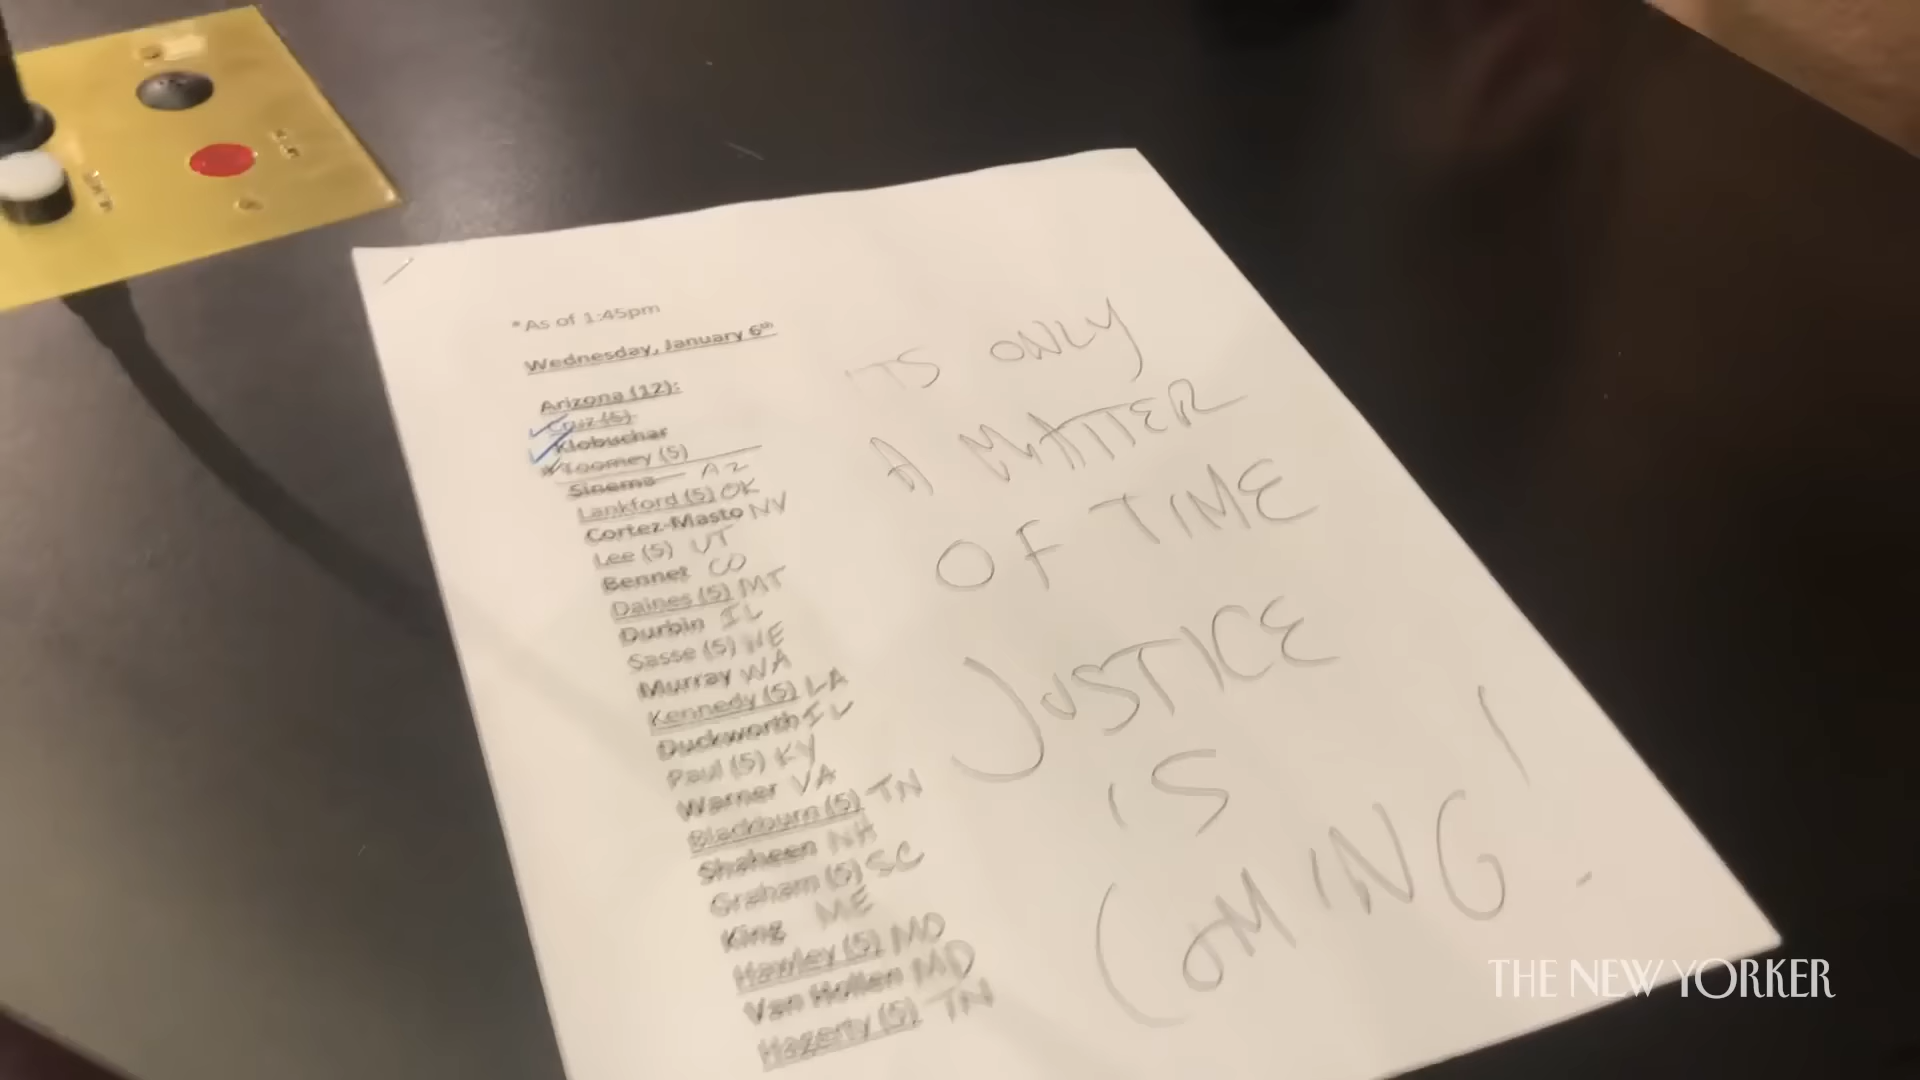 *As of 1:45pm
Wednesday, January 6th
Arizona (12):
Cruz (5)
Klobuchar
Toomey (5)
Sinema AZ
Lankford (5) OK
Cortez-Masto NV
Lee (5) UT
Bennet CO
Daines (5) MT
Durbin IL
Sasse (5) NE
Murray WA
Kennedy (5) LA
Duckworth IL
Paul (5) KY
Warner VA
Blackburn (5) TN
Shaheen NH
Graham (5) SC
King ME
Hawley (5) MO
Van Hollen MD
Hagerty (5) TN
ITS ONLY
A MATTER
OF TIME
JUSTICE
IS
COMING!
THE NEW YORKER